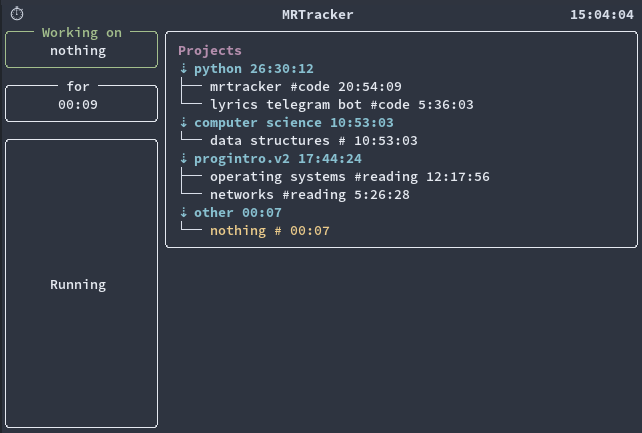 MRTracker 15:04:04
Working on
nothing
for
00:09
Running
Projects
python 26:30:12
mrtracker #code 20:54:09
lyrics telegram bot #code 5:36:03
computer science 10:53:03
data structures # 10:53:03
progintro.v2 17:44:24
operating systems #reading 12:17:56
networks #reading 5:26:28
other 00:07
nothing # 00:07